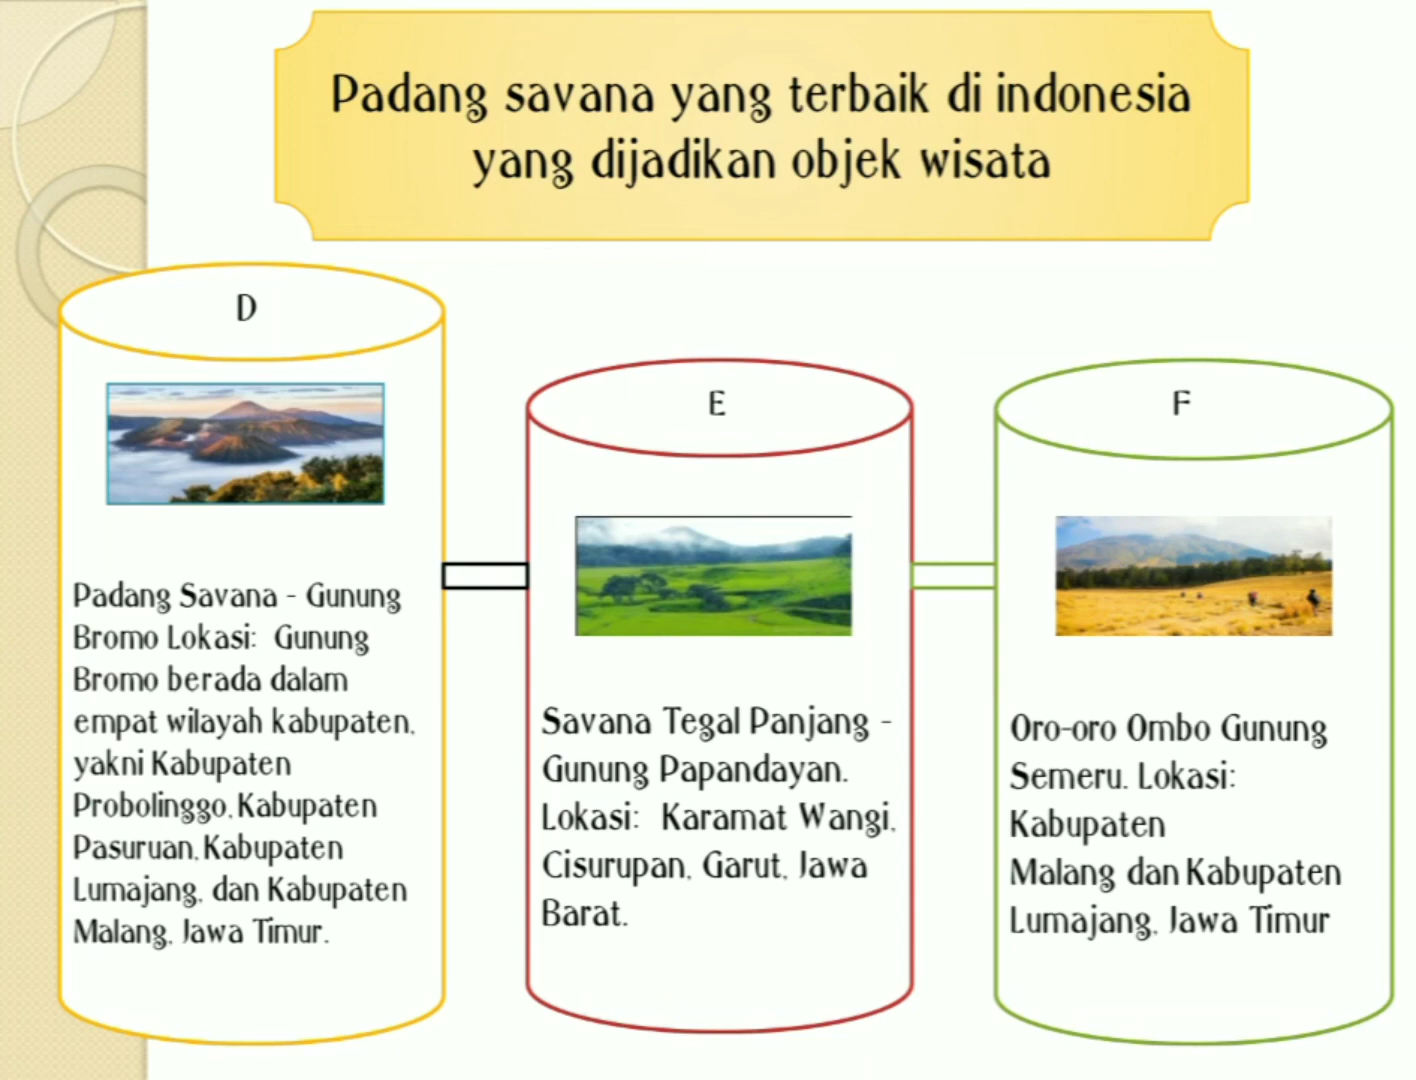 Padang savana yang terbaik di indonesia
yang dijadikan objek wisata
D
Padang Savana - Gunung
Bromo Lokasi: Gunung
Bromo berada dalam
empat wilayah kabupaten,
yakni Kabupaten
Probolinggo, Kabupaten
Pasuruan, Kabupaten
Lumajang, dan Kabupaten
Malang, Jawa Timur.
E
Savana Tegal Panjang -
Gunung Papandayan.
Lokasi: Karamat Wangi,
Cisurupan, Garut, Jawa
Barat.
F
Oro-oro Ombo Gunung
Semeru. Lokasi:
Kabupaten
Malang dan Kabupaten
Lumajang, Jawa Timur